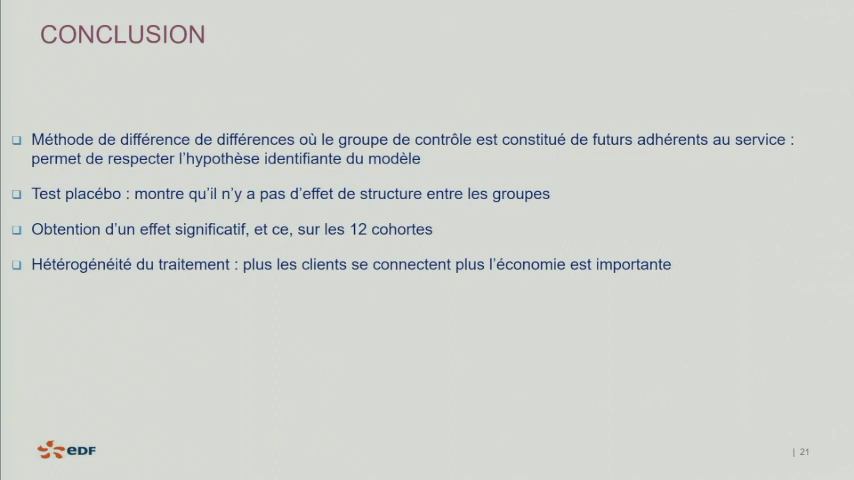 CONCLUSION
Méthode de différence de différences où le groupe de contrôle est constitué de futurs adhérents au service :
permet de respecter l'hypothèse identifiante du modèle
Test placébo : montre qu'il n'y a pas d'effet de structure entre les groupes
Obtention d'un effet significatif, et ce, sur les 12 cohortes
Hétérogénéité du traitement : plus les clients se connectent plus l'économie est importante
eDF
| 21